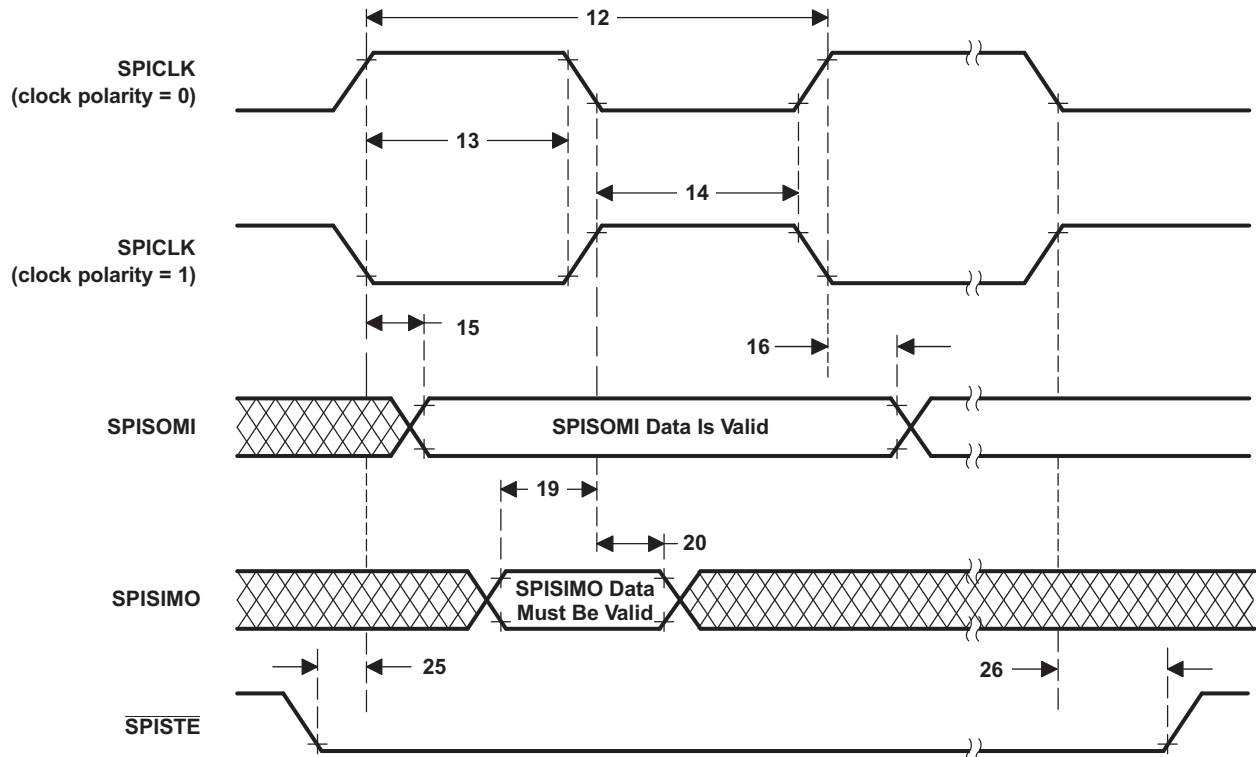 12
SPICLK
(clock polarity = 0)
13
14
SPICLK
(clock polarity = 1)
15
16
SPISOMI
SPISOMI Data Is Valid
19
20
SPISIMO
SPISIMO Data
Must Be Valid
25
26
SPISTE